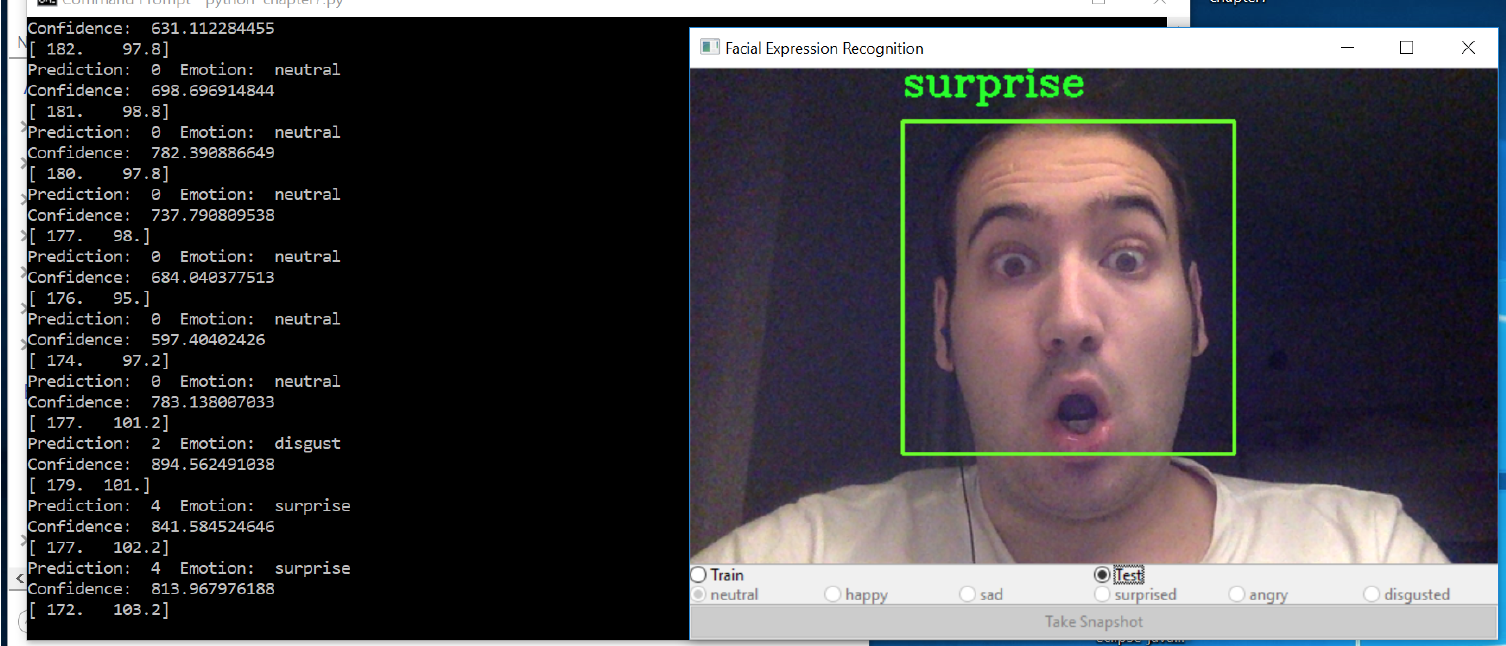 Command Prompt - python chapter7.py
Confidence:  631.112284455
[ 182.    97.8]
Prediction:  0  Emotion:  neutral
Confidence:  698.696914844
[ 181.    98.8]
Prediction:  0  Emotion:  neutral
Confidence:  782.390886649
[ 180.    97.8]
Prediction:  0  Emotion:  neutral
Confidence:  737.790809538
[ 177.   98.]
Prediction:  0  Emotion:  neutral
Confidence:  684.040377513
[ 176.   95.]
Prediction:  0  Emotion:  neutral
Confidence:  597.40402426
[ 174.    97.2]
Prediction:  0  Emotion:  neutral
Confidence:  783.138007033
[ 177.   101.2]
Prediction:  2  Emotion:  disgust
Confidence:  894.562491038
[ 179.  101.]
Prediction:  4  Emotion:  surprise
Confidence:  841.584524646
[ 177.   102.2]
Prediction:  4  Emotion:  surprise
Confidence:  813.967976188
[ 172.   103.2]
Facial Expression Recognition
surprise
Train Test
neutral happy sad surprised angry disgusted
Take Snapshot